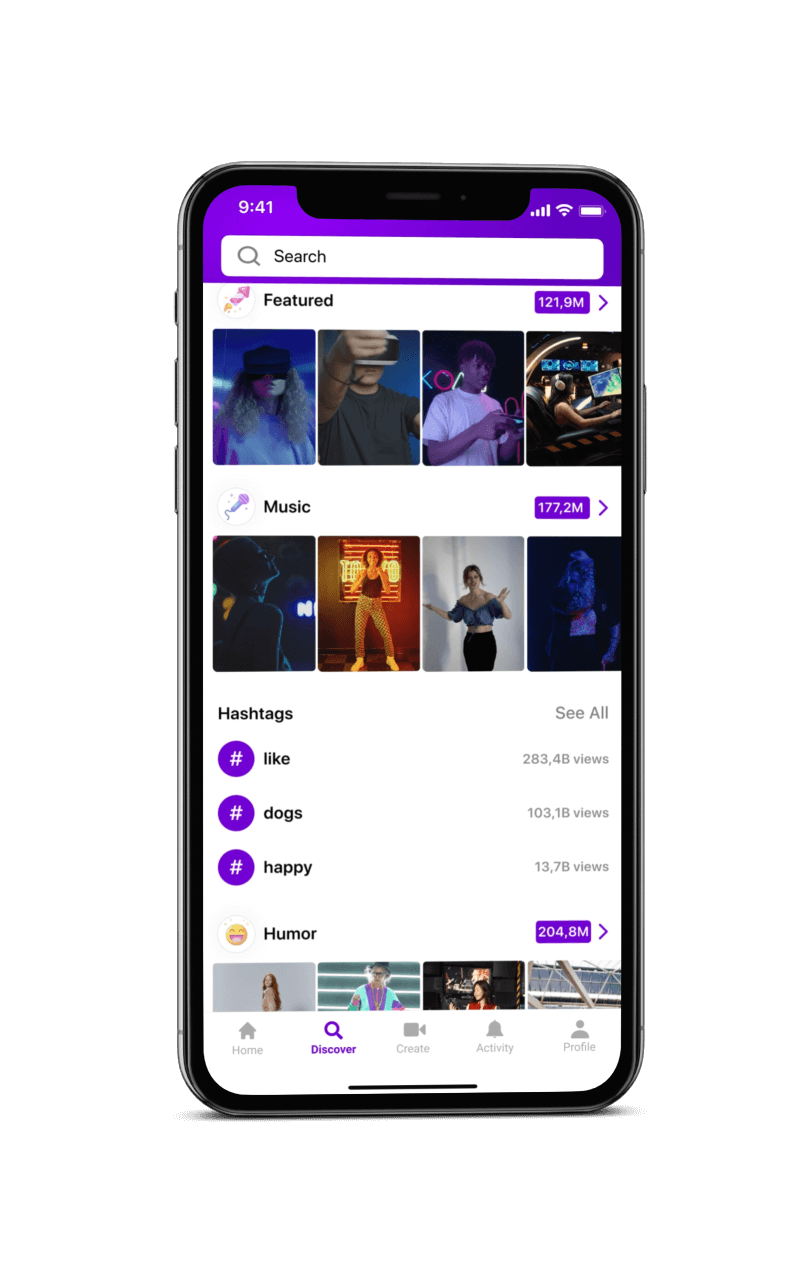 9:41
Search
Featured
121,9M
Music
177,2M
Hashtags
See All
# like
283,4B views
# dogs
103,1B views
# happy
13,7B views
Humor
204,8M
Home
Discover
Create
Activity
Profile